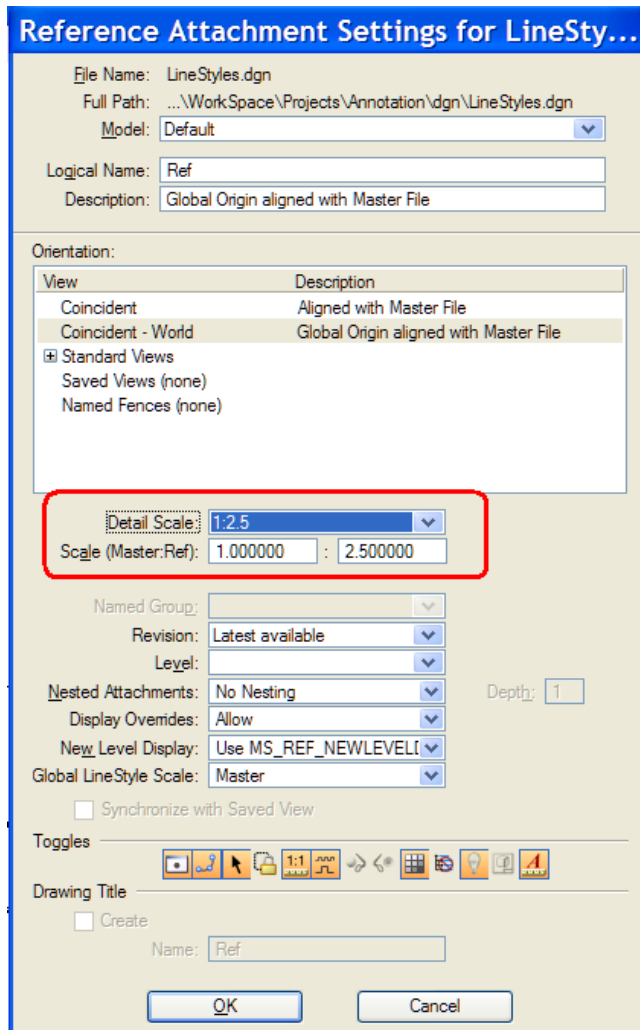 Reference Attachment Settings for LineSty...
File Name: LineStyles.dgn
Full Path: ...\WorkSpace\Projects\Annotation\dgn\LineStyles.dgn
Model: Default
Logical Name: Ref
Description: Global Origin aligned with Master File
Orientation:
View Description
Coincident Aligned with Master File
Coincident - World Global Origin aligned with Master File
Standard Views
Saved Views (none)
Named Fences (none)
Detail Scale: 1:2.5
Scale (Master:Ref): 1.000000 : 2.500000
Named Group:
Revision: Latest available
Level:
Nested Attachments: No Nesting Depth: 1
Display Overrides: Allow
New Level Display: Use MS_REF_NEWLEVEL
Global LineStyle Scale: Master
Synchronize with Saved View
Toggles
1:1 A
Drawing Title
Create
Name: Ref
OK Cancel